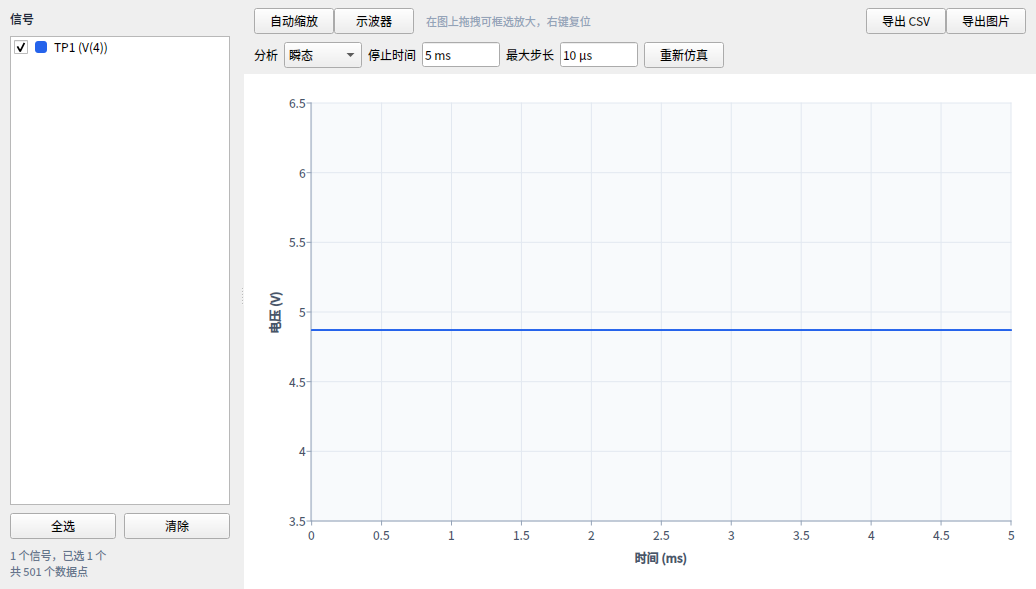 信号
TP1 (V(4))
全选
清除
1 个信号，已选 1 个
共 501 个数据点
自动缩放
示波器
在图上拖拽可框选放大，右键复位
导出 CSV
导出图片
分析
瞬态
停止时间
5 ms
最大步长
10 µs
重新仿真
6.5
6
5.5
5
4.5
4
3.5
电压 (V)
0
0.5
1
1.5
2
2.5
3
3.5
4
4.5
5
时间 (ms)